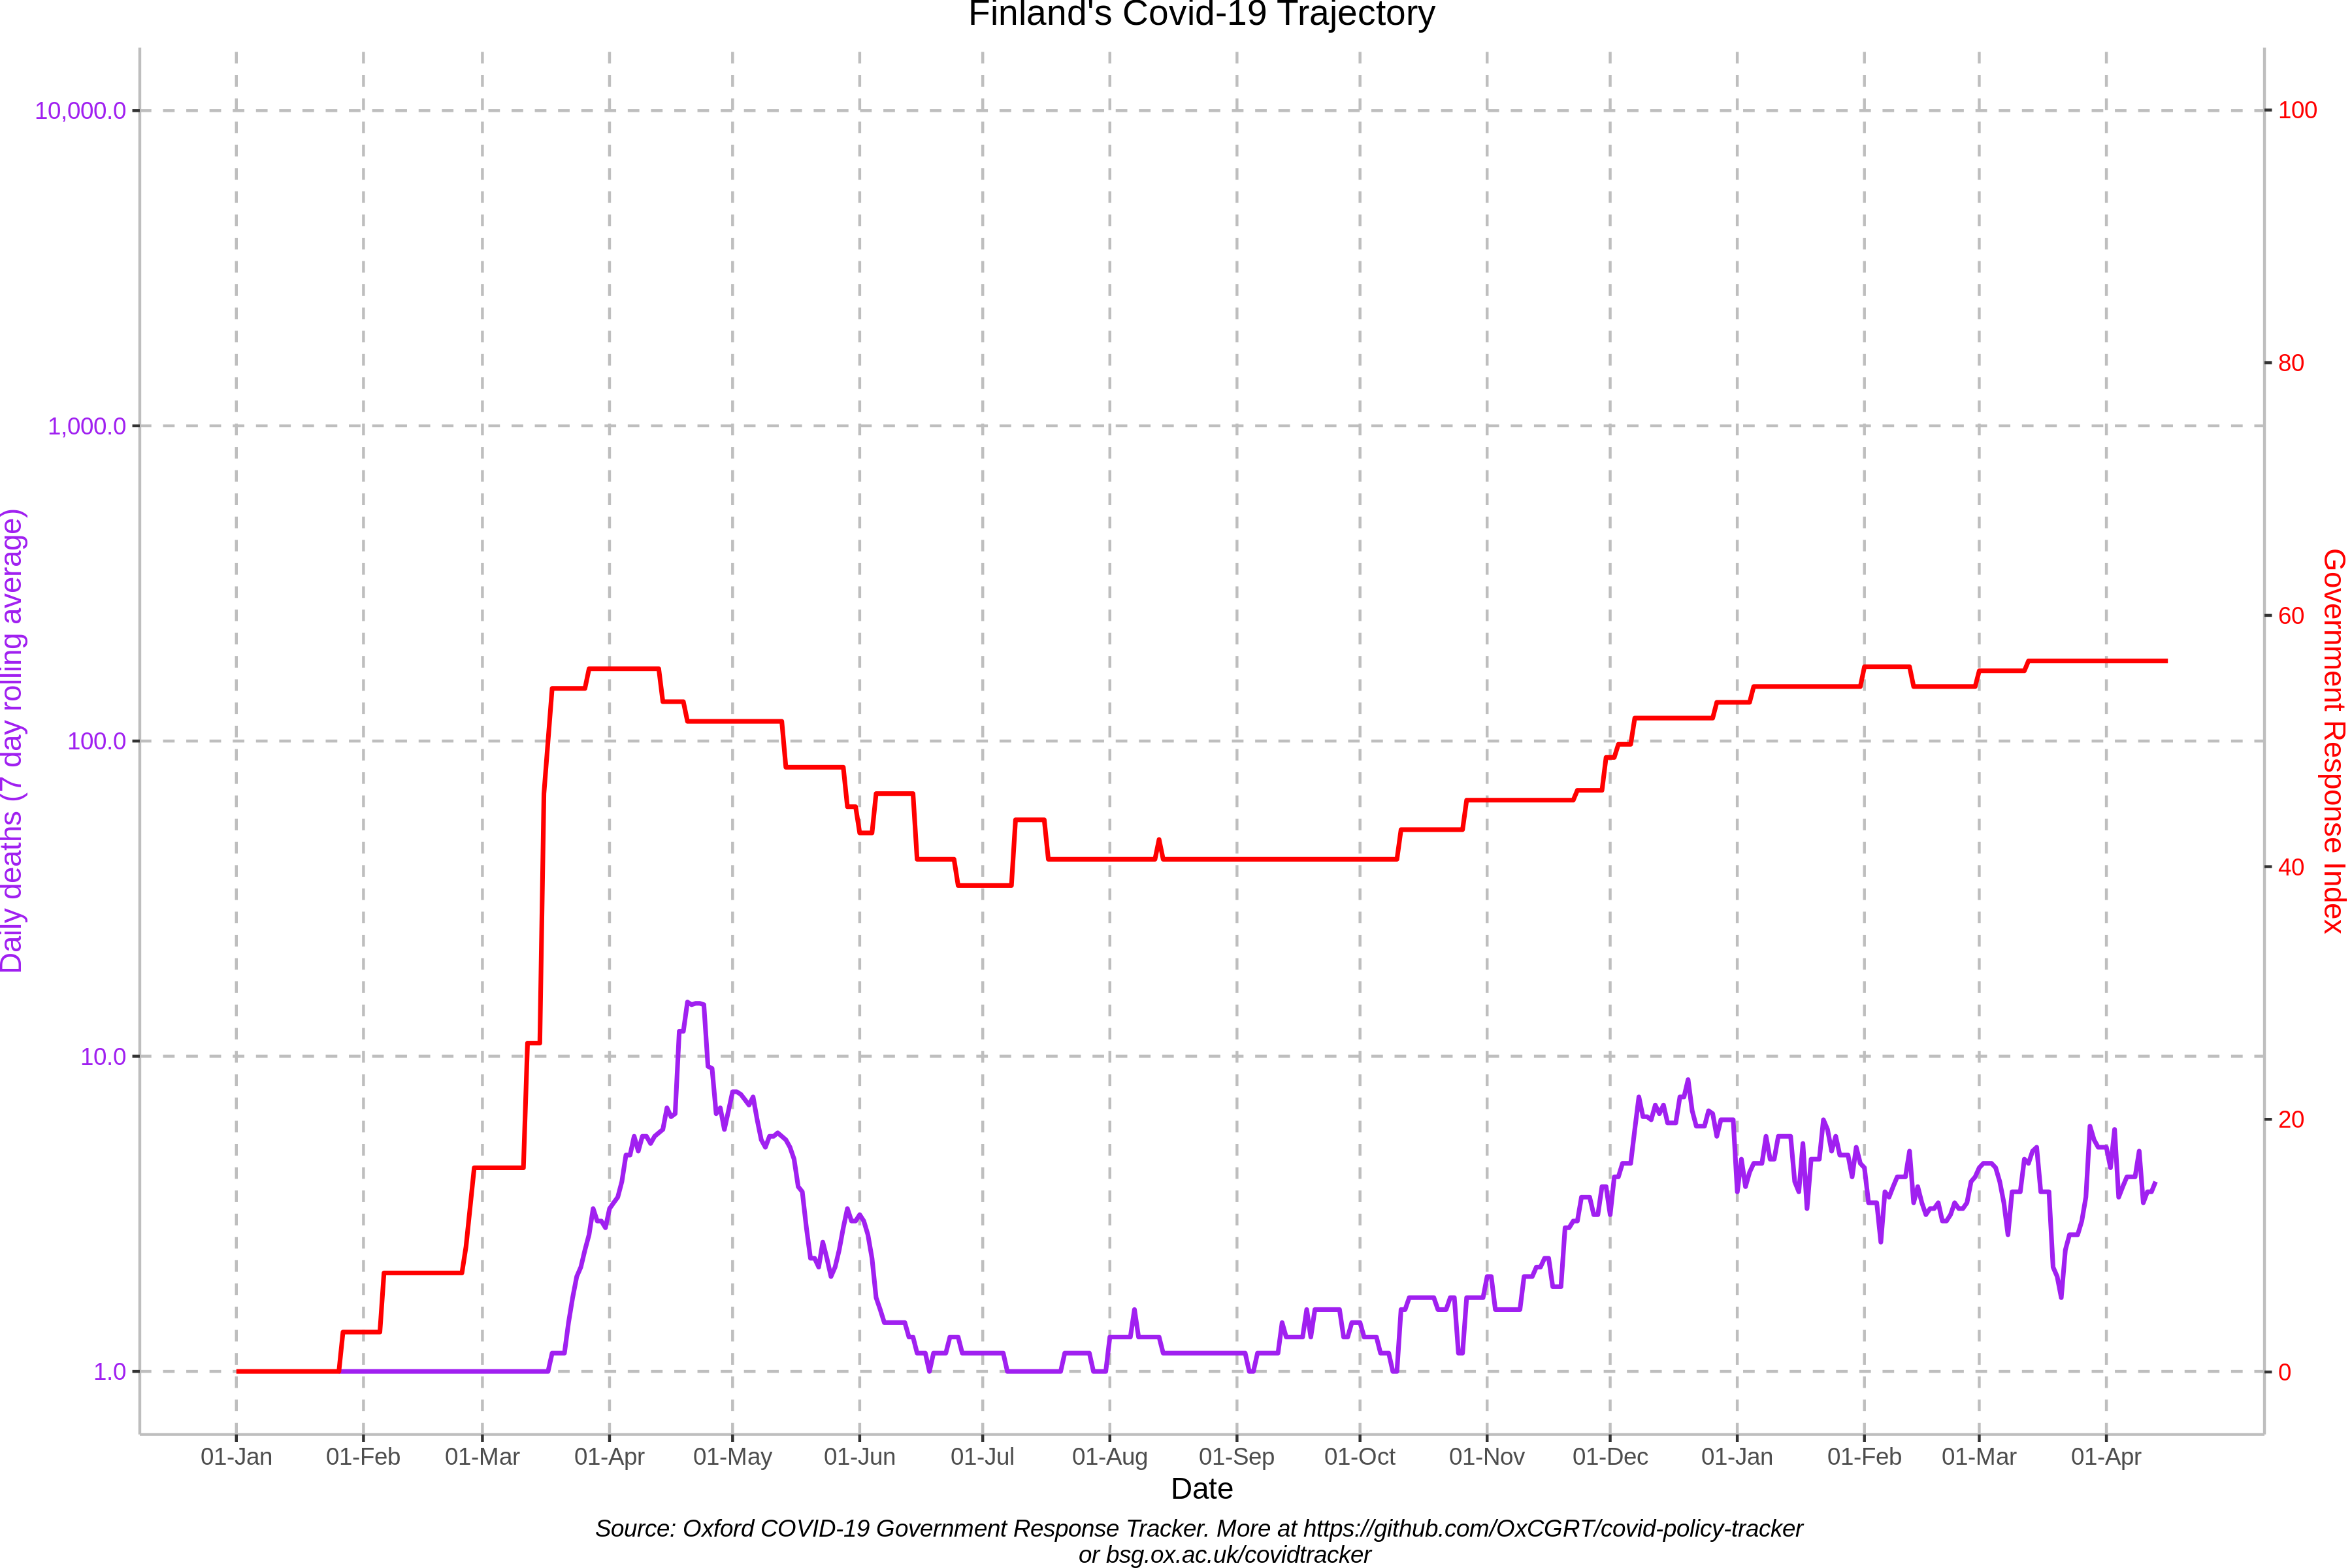 Finland's Covid-19 Trajectory
10,000.0
1,000.0
100.0
10.0
1.0
Daily deaths (7 day rolling average)
100
80
60
40
20
0
Government Response Index
01-Jan
01-Feb
01-Mar
01-Apr
01-May
01-Jun
01-Jul
01-Aug
01-Sep
01-Oct
01-Nov
01-Dec
01-Jan
01-Feb
01-Mar
01-Apr
Date
Source: Oxford COVID-19 Government Response Tracker. More at https://github.com/OxCGRT/covid-policy-tracker
or bsg.ox.ac.uk/covidtracker